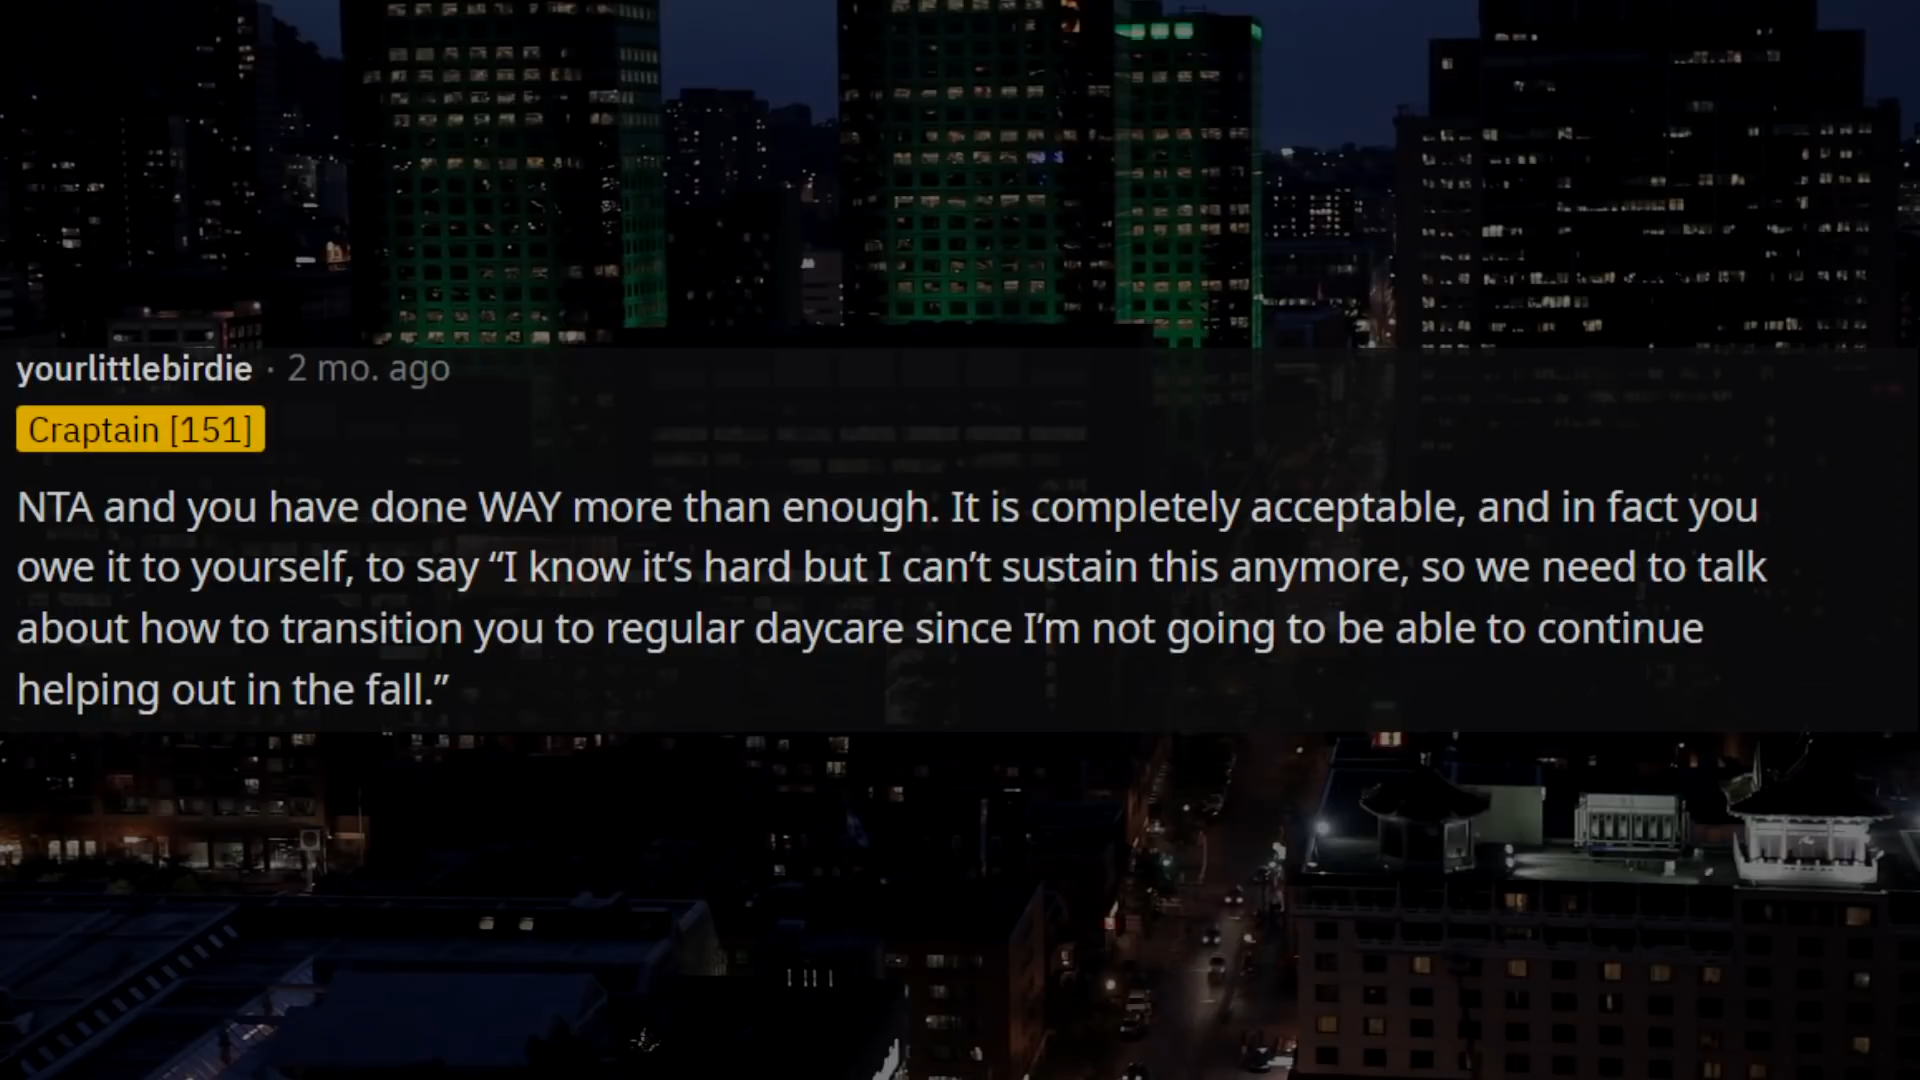 yourlittlebirdie · 2 mo. ago
Craptain [151]
NTA and you have done WAY more than enough. It is completely acceptable, and in fact you
owe it to yourself, to say “I know it’s hard but I can’t sustain this anymore, so we need to talk
about how to transition you to regular daycare since I’m not going to be able to continue
helping out in the fall.”